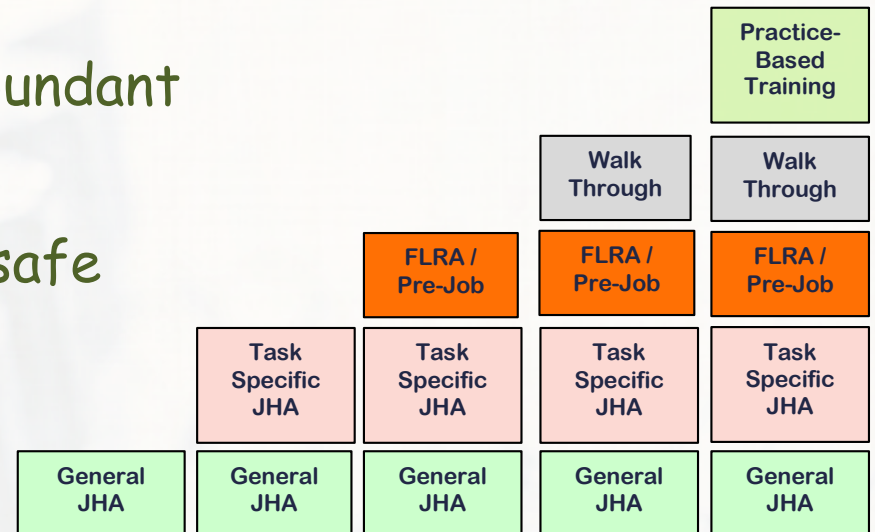 Practice-
Based
Training
undant
Walk
Through
Walk
Through
safe
FLRA /
Pre-Job
FLRA /
Pre-Job
FLRA /
Pre-Job
Task
Specific
JHA
Task
Specific
JHA
Task
Specific
JHA
Task
Specific
JHA
General
JHA
General
JHA
General
JHA
General
JHA
General
JHA